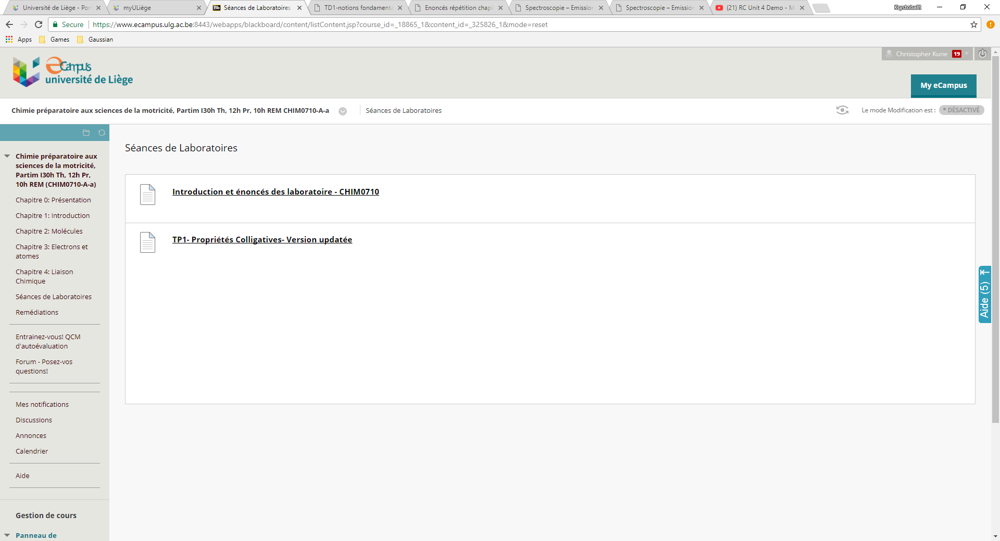 Université de Liège - Por
myULiège
Bb Séances de Laboratoires
TD1-notions fondament
Enoncés répétition chapi
Spectroscopie – Emission
Spectroscopie – Emission
(21) RC Unit 4 Demo - M
Krystoballt
Secure
https://www.ecampus.ulg.ac.be:8443/webapps/blackboard/content/listContent.jsp?course_id=_18865_1&content_id=_325826_1&mode=reset
Apps
Games
Gaussian
eCampus
université de Liège
Christopher Kune 19
My eCampus
Chimie préparatoire aux sciences de la motricité, Partim I30h Th, 12h Pr, 10h REM CHIM0710-A-a
Séances de Laboratoires
Le mode Modification est :
DÉSACTIVÉ
Chimie préparatoire aux
sciences de la motricité,
Partim I30h Th, 12h Pr,
10h REM (CHIM0710-A-a)
Chapitre 0: Présentation
Chapitre 1: Introduction
Chapitre 2: Molécules
Chapitre 3: Electrons et
atomes
Chapitre 4: Liaison
Chimique
Séances de Laboratoires
Remédiations
Entrainez-vous! QCM
d'autoévaluation
Forum - Posez-vos
questions!
Mes notifications
Discussions
Annonces
Calendrier
Aide
Gestion de cours
Panneau de
Séances de Laboratoires
Introduction et énoncés des laboratoire - CHIM0710
TP1- Propriétés Colligatives- Version updatée
Aide (5)